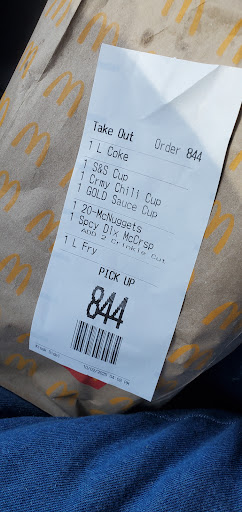 Take Out Order 844
1 L Coke
1 S&S Cup
1 Crmy Chili Cup
1 GOLD Sauce Cup
1 20-McNuggets
1 Spcy Dlx McCrsp
ADD 2 Crinkle Cut
1 L Fry
PICK UP
844